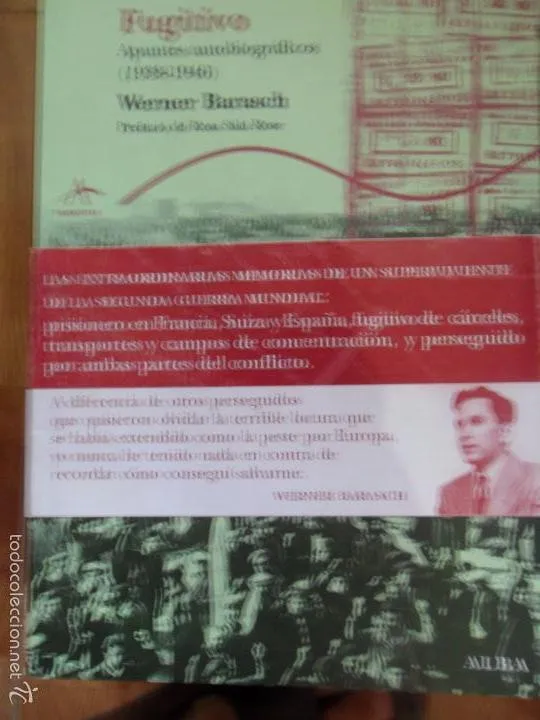 Fugitivo
Apuntes autobiográficos
(1938-1946)
Werner Barasch
Prólogo de Rosa Sala Rose
LAS EXTRAORDINARIAS MEMORIAS DE UN SUPERVIVIENTE
DE LA SEGUNDA GUERRA MUNDIAL:
prisionero en Francia, Suiza y España, fugitivo de cárceles,
transportes y campos de concentración, y perseguido
por ambas partes del conflicto.
A diferencia de otros perseguidos
que quisieron olvidar la terrible locura que
se había extendido como la peste por Europa,
yo nunca he tenido nada en contra de
recordar cómo conseguí salvarme.
WERNER BARASCH
todocoleccion.net